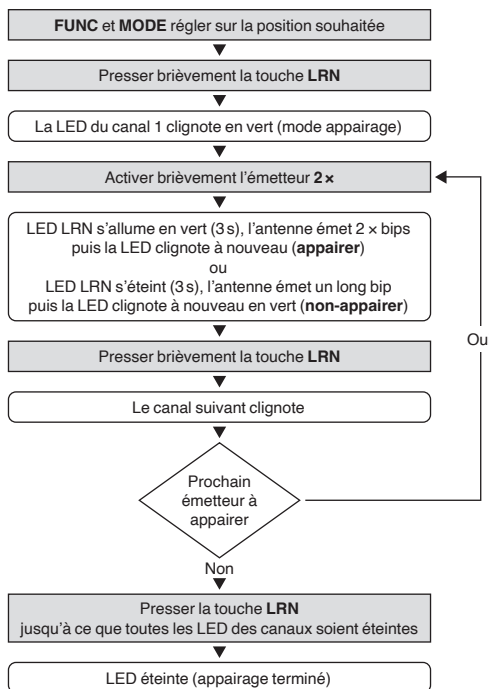 FUNC et MODE régler sur la position souhaitée
Presser brièvement la touche LRN
La LED du canal 1 clignote en vert (mode appairage)
Activer brièvement l'émetteur 2 ×
LED LRN s'allume en vert (3 s), l'antenne émet 2 × bips
puis la LED clignote à nouveau (appairer)
ou
LED LRN s'éteint (3 s), l'antenne émet un long bip
puis la LED clignote à nouveau en vert (non-appairer)
Presser brièvement la touche LRN
Le canal suivant clignote
Prochain
émetteur à
appairer
Ou
Non
Presser la touche LRN
jusqu'à ce que toutes les LED des canaux soient éteintes
LED éteinte (appairage terminé)